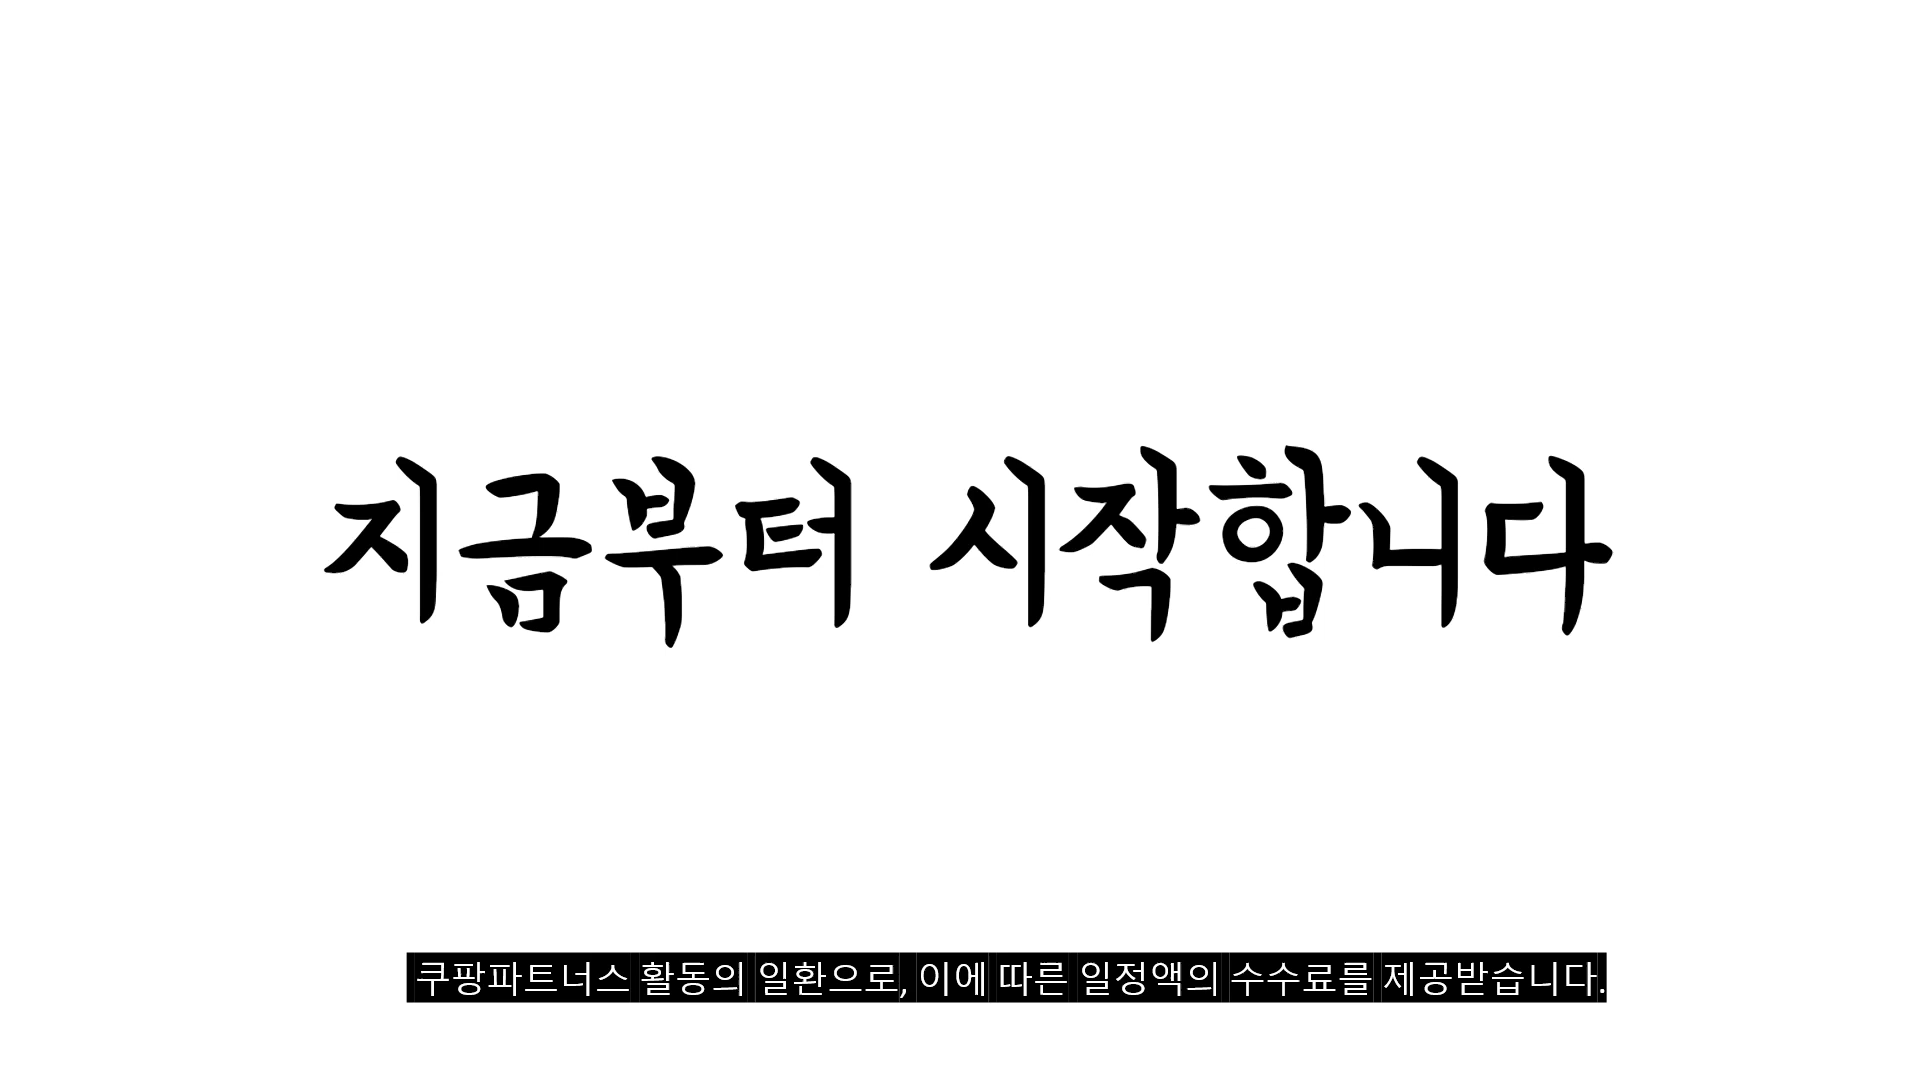 지금부터 시작합니다
쿠팡파트너스 활동의 일환으로, 이에 따른 일정액의 수수료를 제공받습니다.